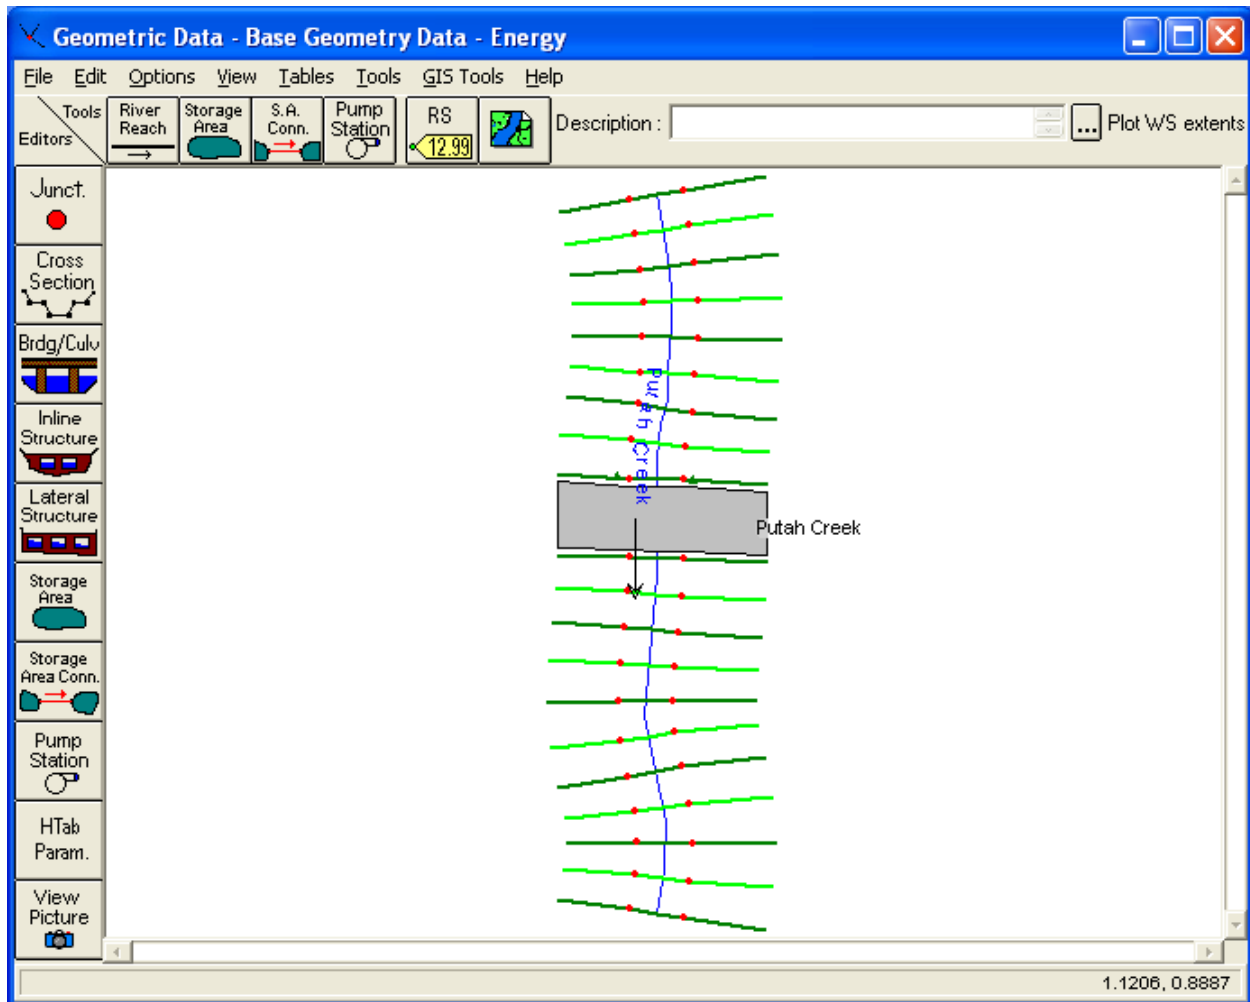 Geometric Data - Base Geometry Data - Energy
File Edit Options View Tables Tools GIS Tools Help
Tools
Editors
River
Reach
Storage
Area
S.A.
Conn.
Pump
Station
RS
12.99
Description :
...
Plot WS extents
Junct.
Cross
Section
Brdg/Culv
Inline
Structure
Lateral
Structure
Storage
Area
Storage
Area Conn.
Pump
Station
HTab
Param.
View
Picture
Putah Creek
Putah Creek
1.1206, 0.8887